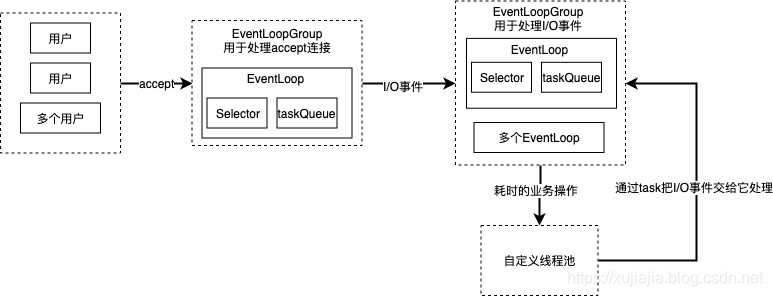 用户
用户
多个用户
accept
EventLoopGroup
用于处理accept连接
EventLoop
Selector
taskQueue
I/O事件
EventLoopGroup
用于处理I/O事件
EventLoop
Selector
taskQueue
多个EventLoop
耗时的业务操作
通过task把I/O事件交给它处理
自定义线程池
https://xujiajia.blog.csdn.net